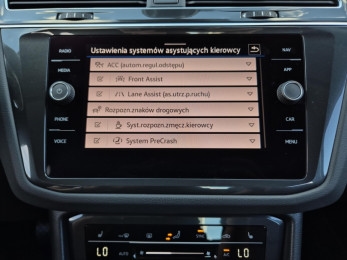 Ustawienia systemów asystujących kierowcy
RADIO
NAV
ACC (autom.regul.odstępu)
MEDIA
APP
Front Assist
Lane Assist (as.utrz.p.ruchu)
Rozpozn.znaków drogowych
PHONE
CAR
Syst.rozpozn.zmęcz.kierowcy
VOICE
MENU
System PreCrash
LO
AUTO
A/C
LO